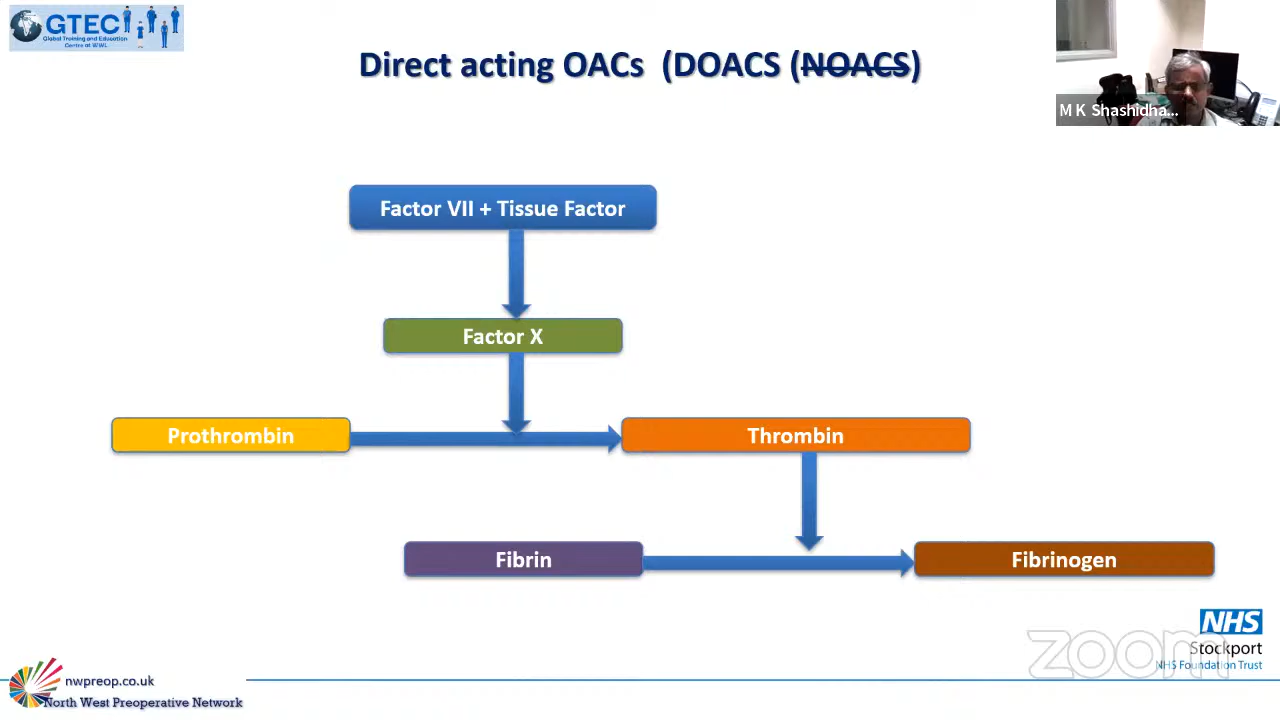 GTEC
Global Training and Education
Centre at WWL
Direct acting OACs (DOACS (NOACS)
M K Shashidha...
Factor VII + Tissue Factor
Factor X
Prothrombin
Thrombin
Fibrin
Fibrinogen
NHS
Stockport
NHS Foundation Trust
zoom
nwpreop.co.uk
North West Preoperative Network